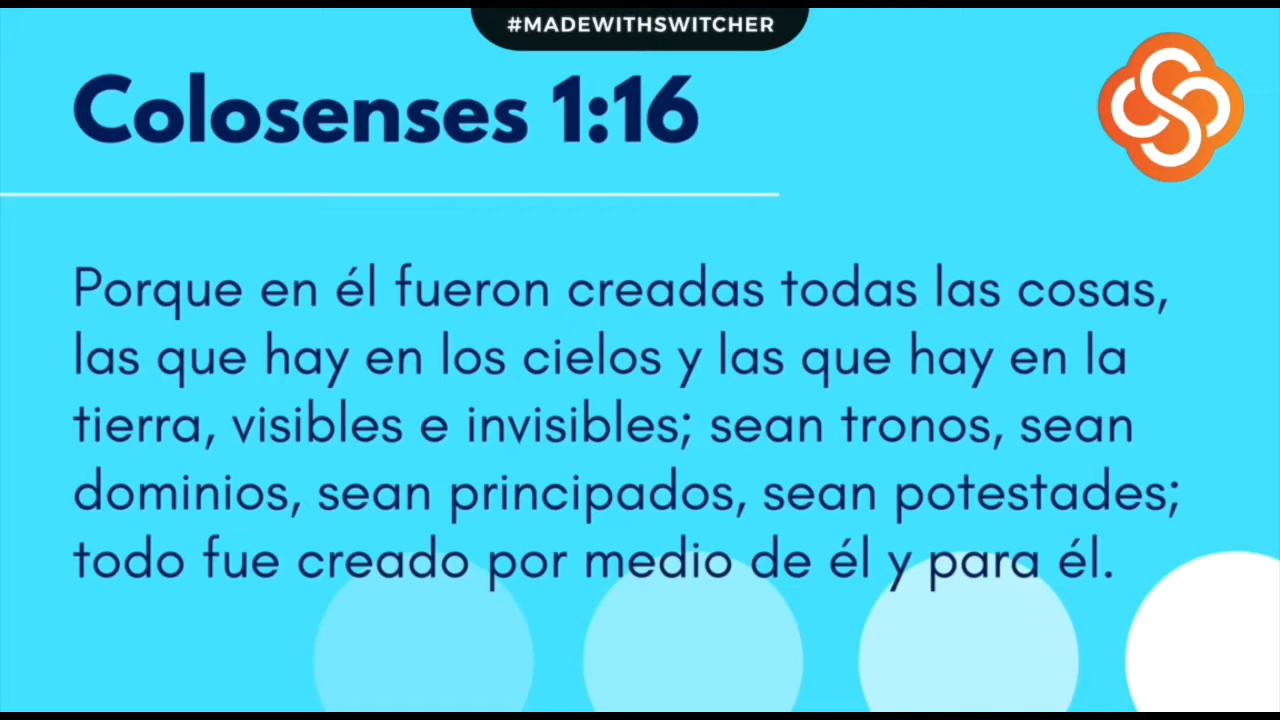 #MADEWITHSWITCHER
Colosenses 1:16
Porque en él fueron creadas todas las cosas,
las que hay en los cielos y las que hay en la
tierra, visibles e invisibles; sean tronos, sean
dominios, sean principados, sean potestades;
todo fue creado por medio de él y para él.